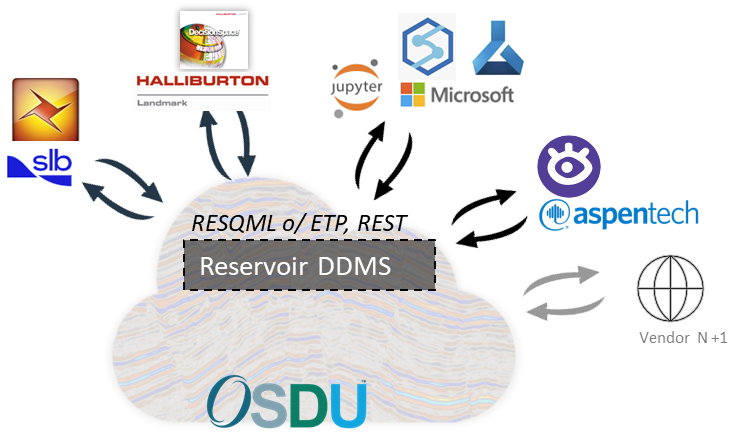 DecisionSpace
HALLIBURTON
Landmark
slb
jupyter
Microsoft
aspentech
RESQML o/ ETP, REST
Reservoir DDMS
Vendor N +1
OSDU